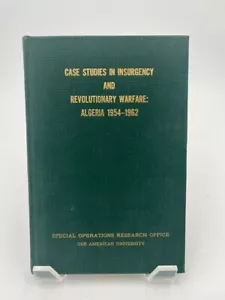 CASE STUDIES IN INSURGENCY
AND
REVOLUTIONARY WARFARE:
ALGERIA 1954-1962
SPECIAL OPERATIONS RESEARCH OFFICE
THE AMERICAN UNIVERSITY